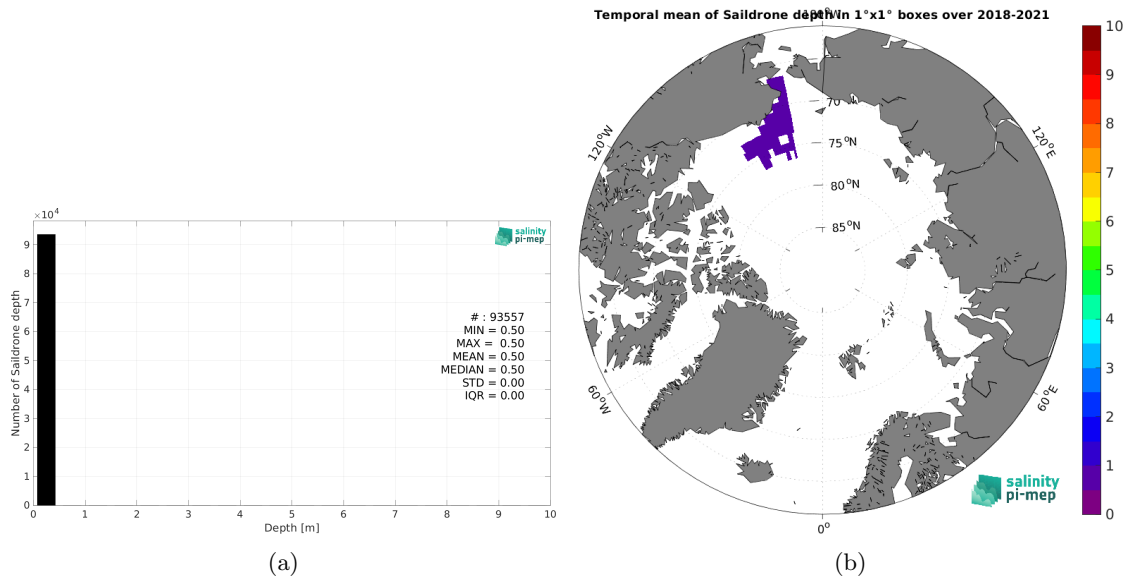 ×10⁴
9
8
7
6
5
4
3
2
1
0
Number of Saildrone depth
salinity
pi-mep
# : 93557
MIN = 0.50
MAX = 0.50
MEAN = 0.50
MEDIAN = 0.50
STD = 0.00
IQR = 0.00
0 1 2 3 4 5 6 7 8 9 10
Depth [m]
(a)
Temporal mean of Saildrone depth in 1°x1° boxes over 2018-2021
180°W
120°W
120°E
70°N
75°N
80°N
85°N
60°W
60°E
0°
salinity
pi-mep
10
9
8
7
6
5
4
3
2
1
0
(b)